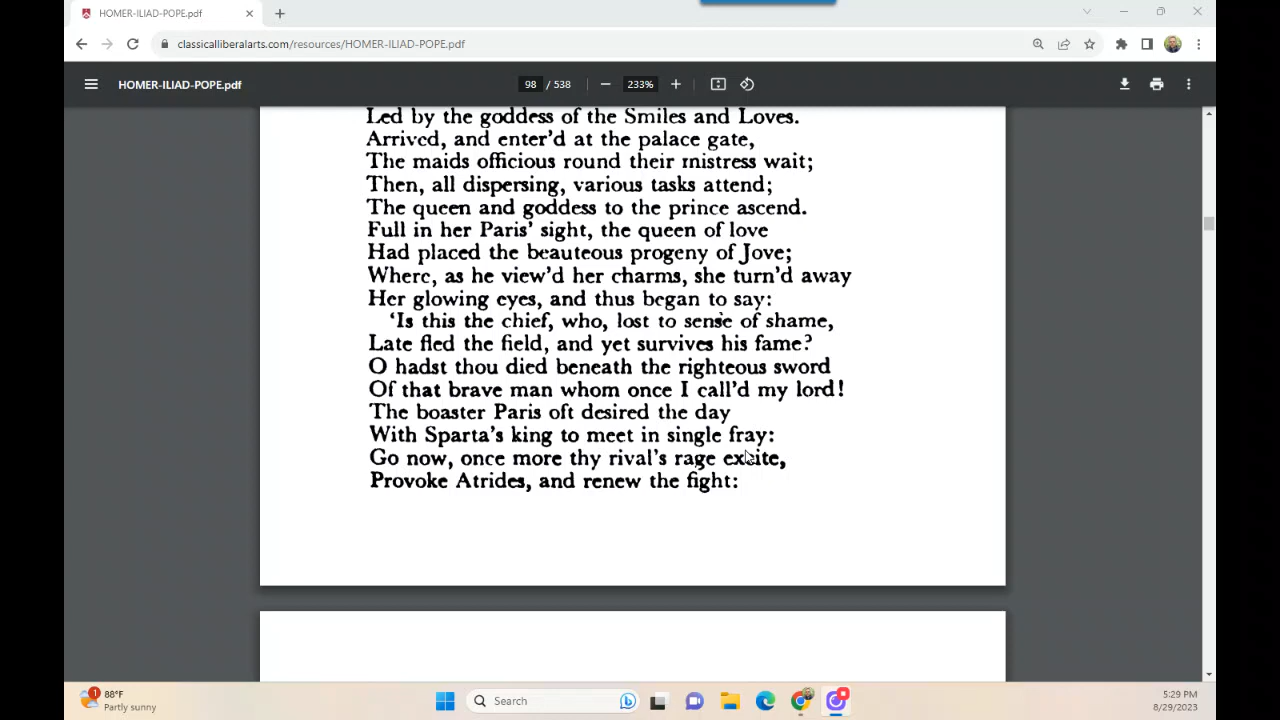 HOMER-ILIAD-POPE.pdf
classicalliberalarts.com/resources/HOMER-ILIAD-POPE.pdf
HOMER-ILIAD-POPE.pdf 98 / 538 233%
Led by the goddess of the Smiles and Loves.
Arrived, and enter'd at the palace gate,
The maids officious round their mistress wait;
Then, all dispersing, various tasks attend;
The queen and goddess to the prince ascend.
Full in her Paris' sight, the queen of love
Had placed the beauteous progeny of Jove;
Where, as he view'd her charms, she turn'd away
Her glowing eyes, and thus began to say:
'Is this the chief, who, lost to sense of shame,
Late fled the field, and yet survives his fame?
O hadst thou died beneath the righteous sword
Of that brave man whom once I call'd my lord!
The boaster Paris oft desired the day
With Sparta's king to meet in single fray:
Go now, once more thy rival's rage excite,
Provoke Atrides, and renew the fight:
1
88°F
Partly sunny
Search
5:29 PM
8/29/2023